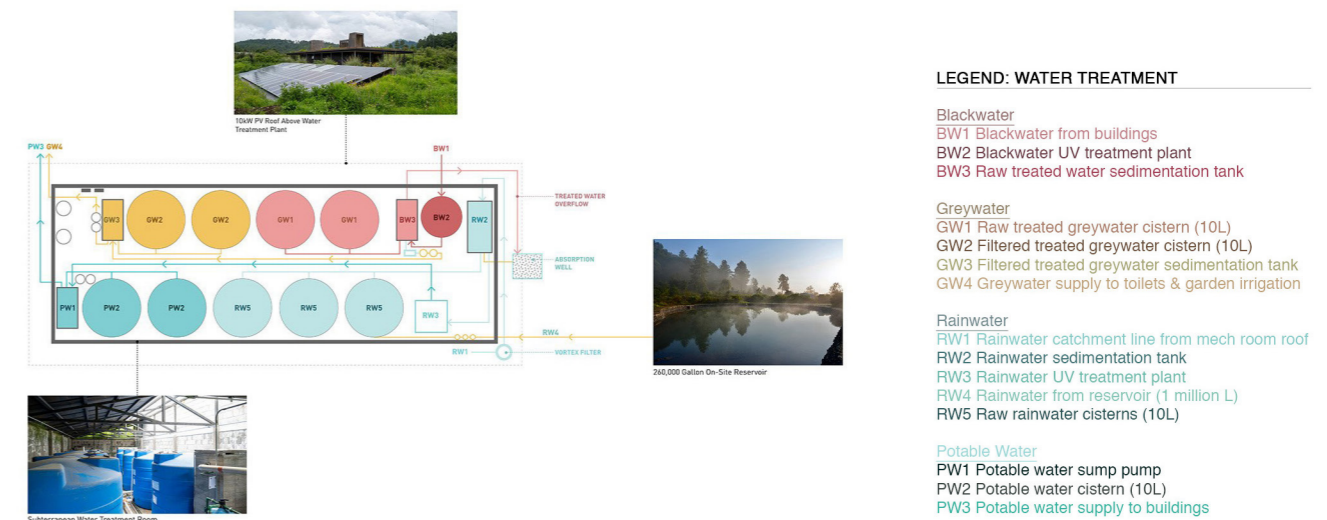 10kW PV Roof Above Water
Treatment Plant
PW3 GW4
BW1
GW3
GW2
GW2
GW1
GW1
BW3
BW2
RW2
TREATED WATER
OVERFLOW
ABSORPTION
WELL
PW1
PW2
PW2
RW5
RW5
RW5
RW3
RW4
RW1
VORTEX FILTER
260,000 Gallon On-Site Reservoir
Subterranean Water Treatment Room
LEGEND: WATER TREATMENT
Blackwater
BW1 Blackwater from buildings
BW2 Blackwater UV treatment plant
BW3 Raw treated water sedimentation tank
Greywater
GW1 Raw treated greywater cistern (10L)
GW2 Filtered treated greywater cistern (10L)
GW3 Filtered treated greywater sedimentation tank
GW4 Greywater supply to toilets & garden irrigation
Rainwater
RW1 Rainwater catchment line from mech room roof
RW2 Rainwater sedimentation tank
RW3 Rainwater UV treatment plant
RW4 Rainwater from reservoir (1 million L)
RW5 Raw rainwater cisterns (10L)
Potable Water
PW1 Potable water sump pump
PW2 Potable water cistern (10L)
PW3 Potable water supply to buildings